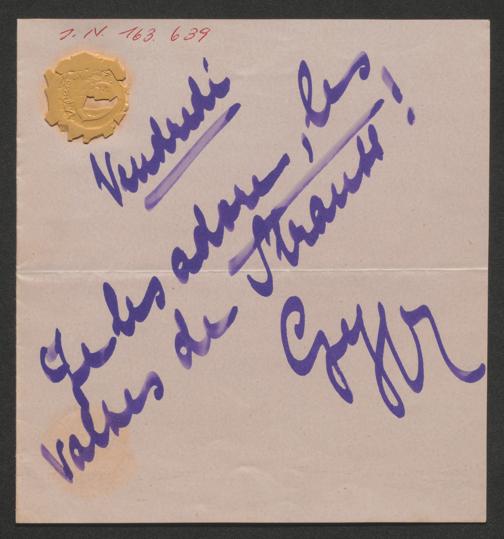 J. N. 163.639
Vendredi
Je les adore, les
valses de Strauss!
Gyp